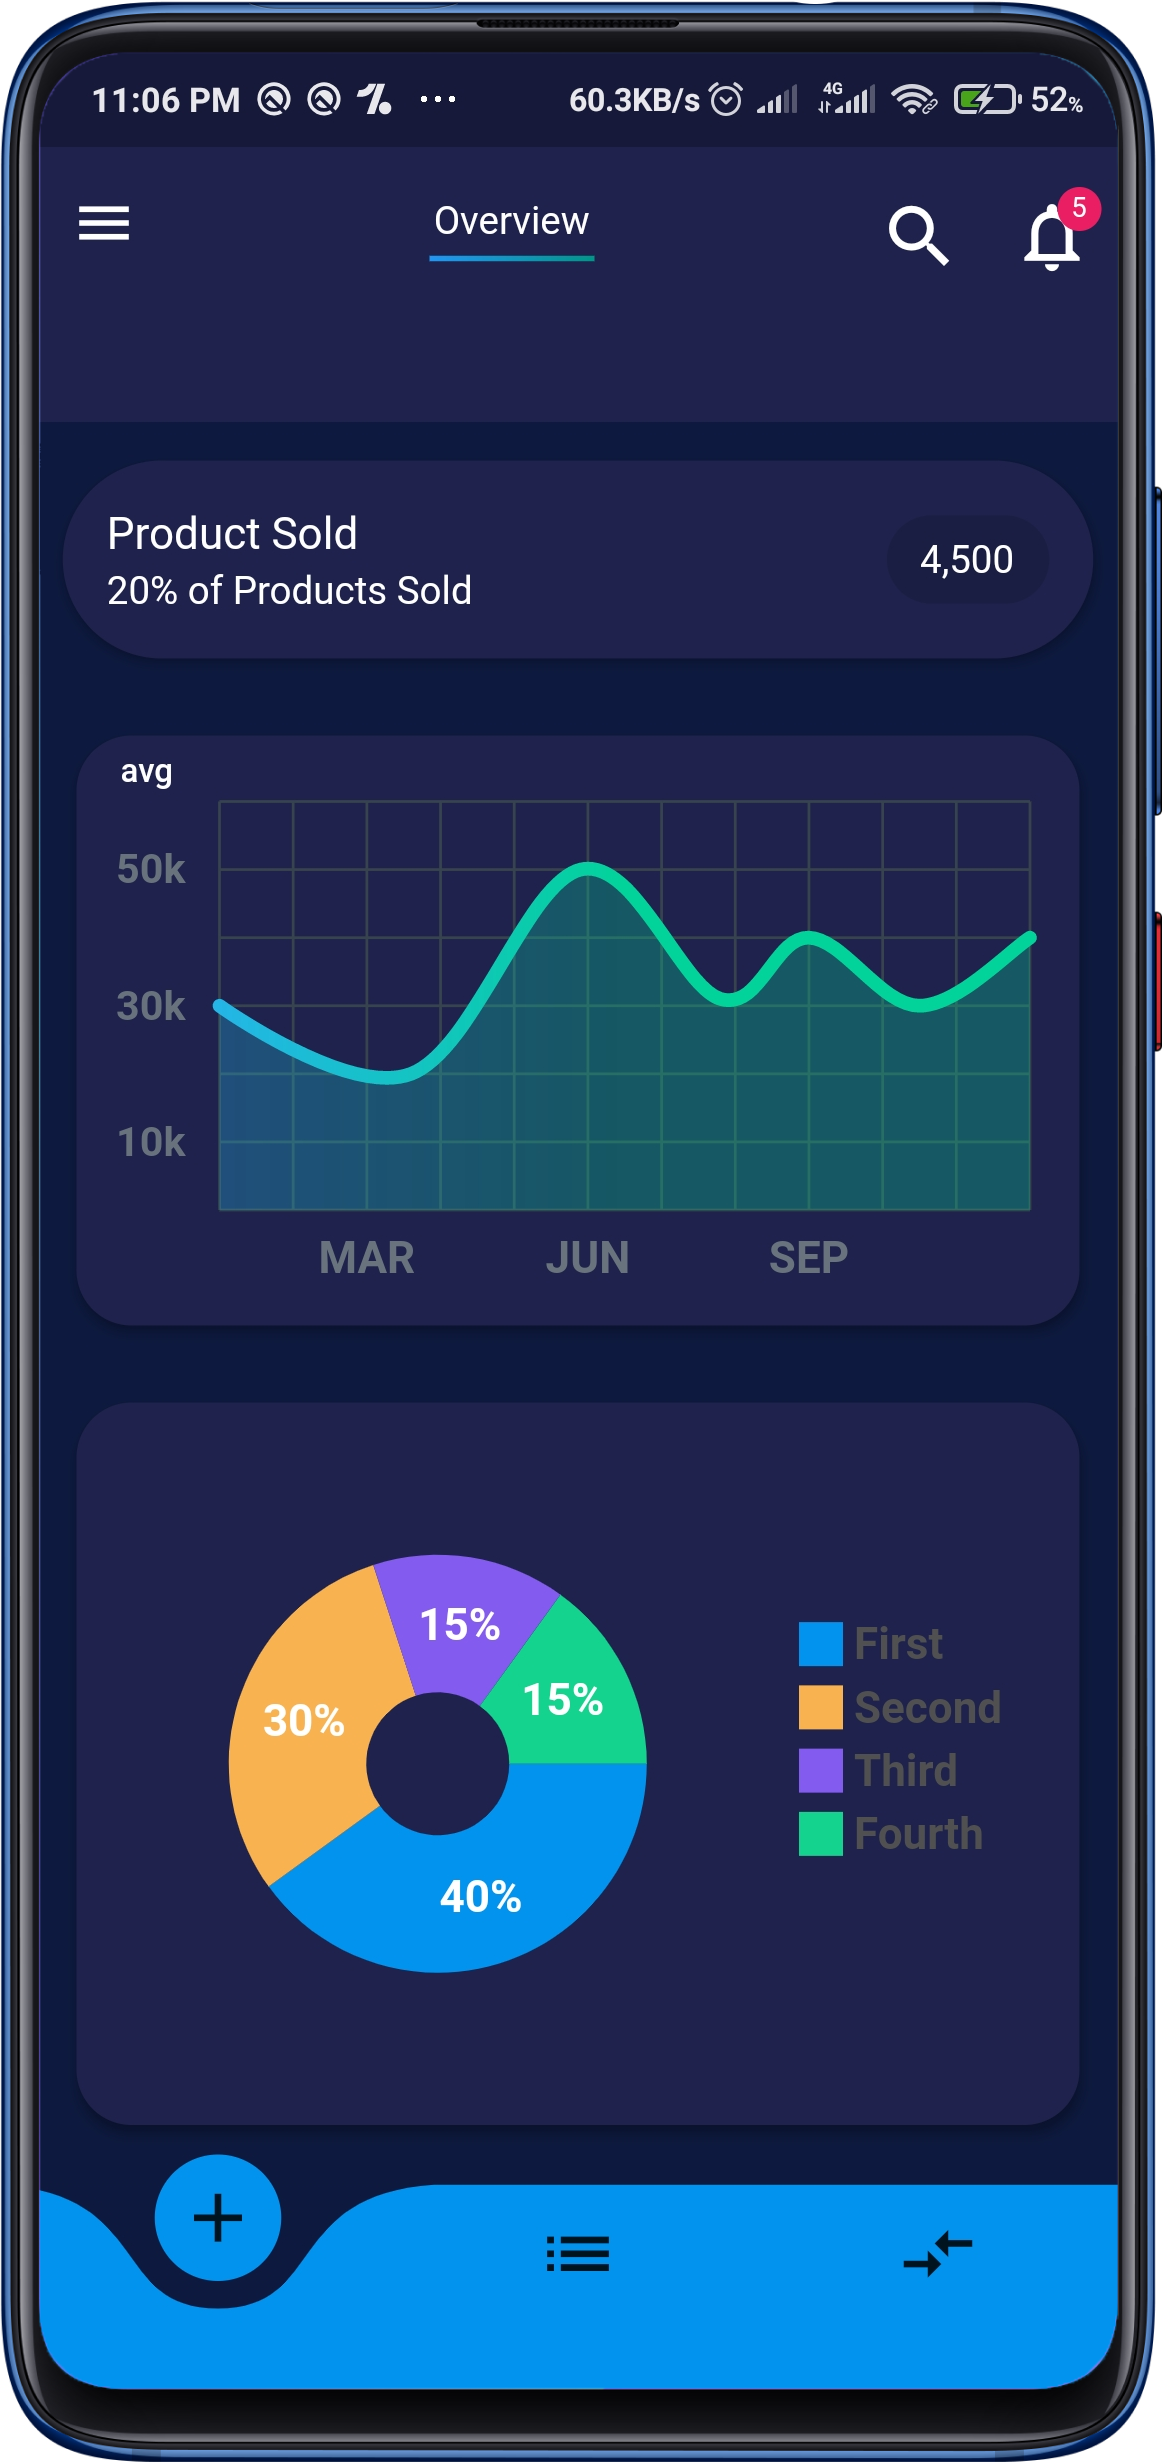 11:06 PM ... 60.3KB/s 4G 52%
Overview
5
Product Sold
20% of Products Sold
4,500
avg
50k
30k
10k
MAR JUN SEP
15%
15%
30%
40%
First
Second
Third
Fourth